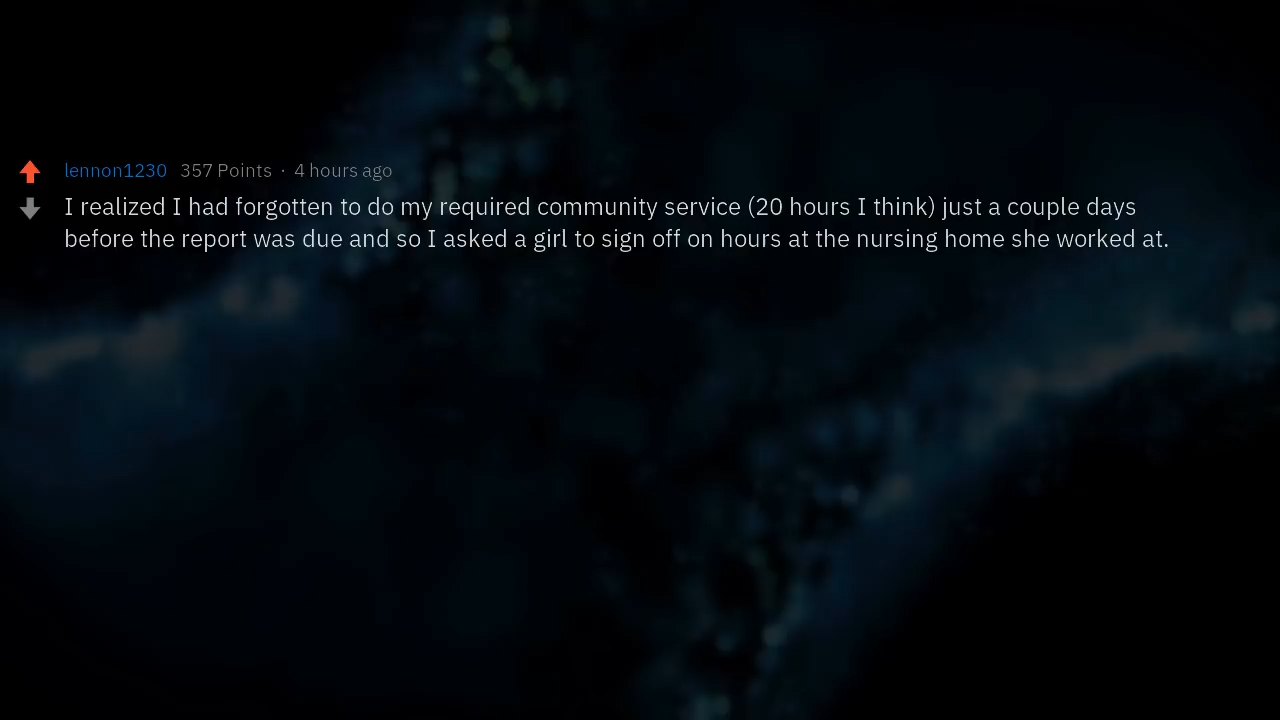 lennon1230 357 Points · 4 hours ago
I realized I had forgotten to do my required community service (20 hours I think) just a couple days
before the report was due and so I asked a girl to sign off on hours at the nursing home she worked at.